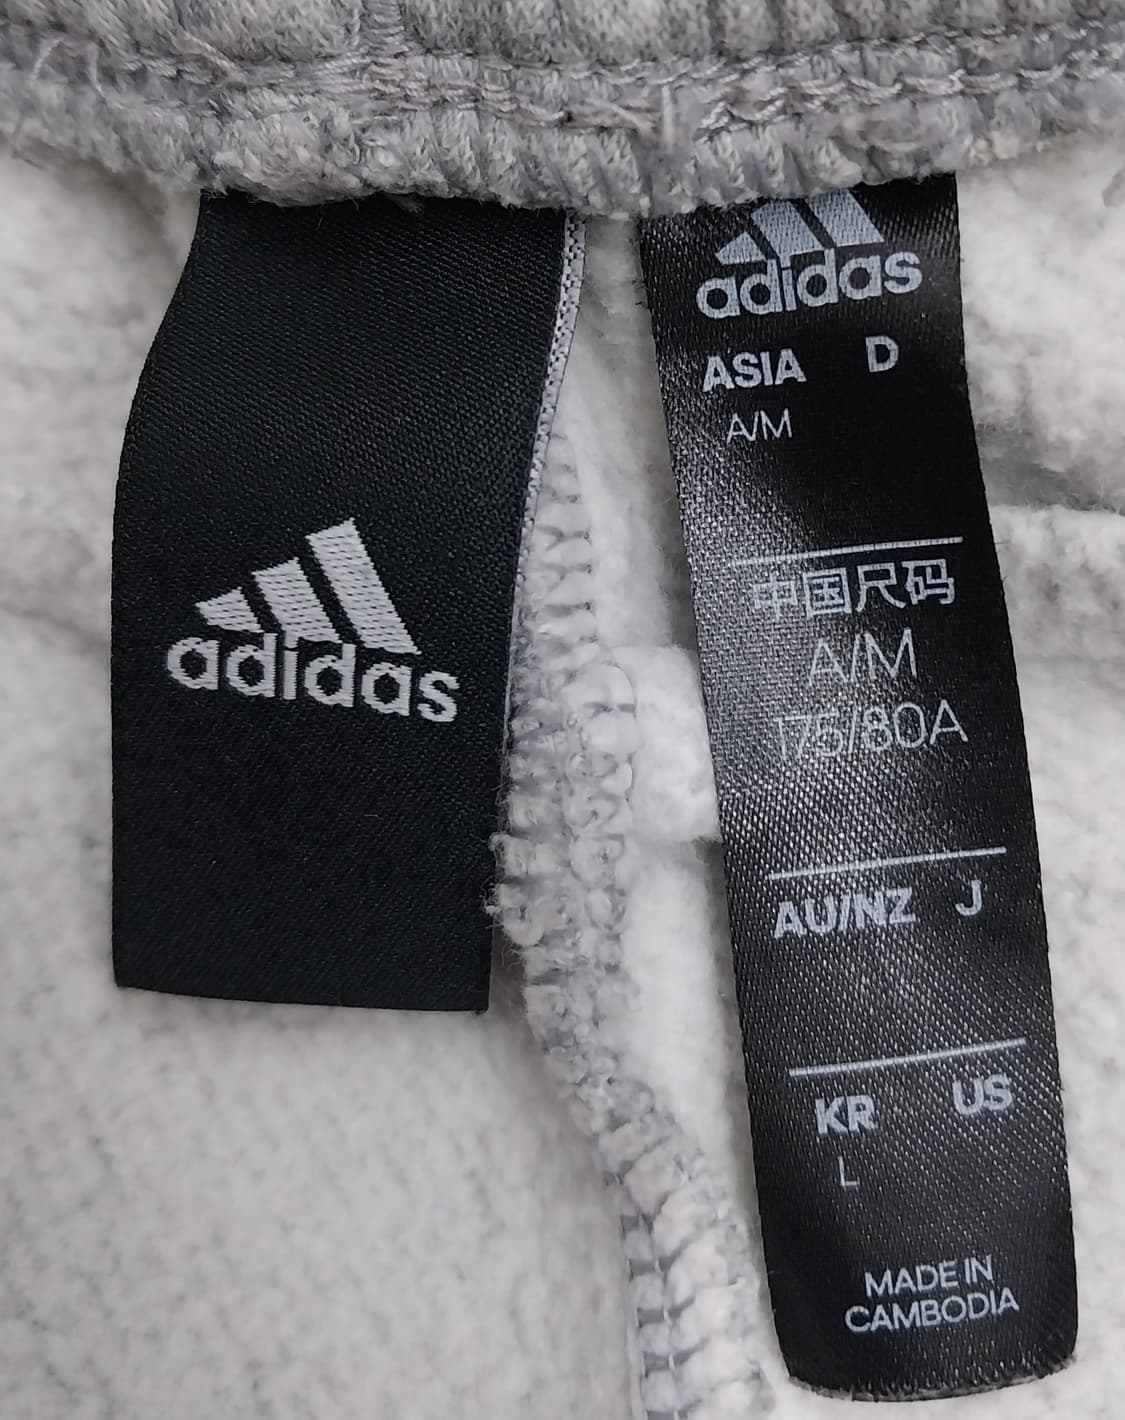 adidas
adidas
ASIA D
A/M
中国尺码
A/M
175/80A
AU/NZ J
KR US
L
MADE IN
CAMBODIA